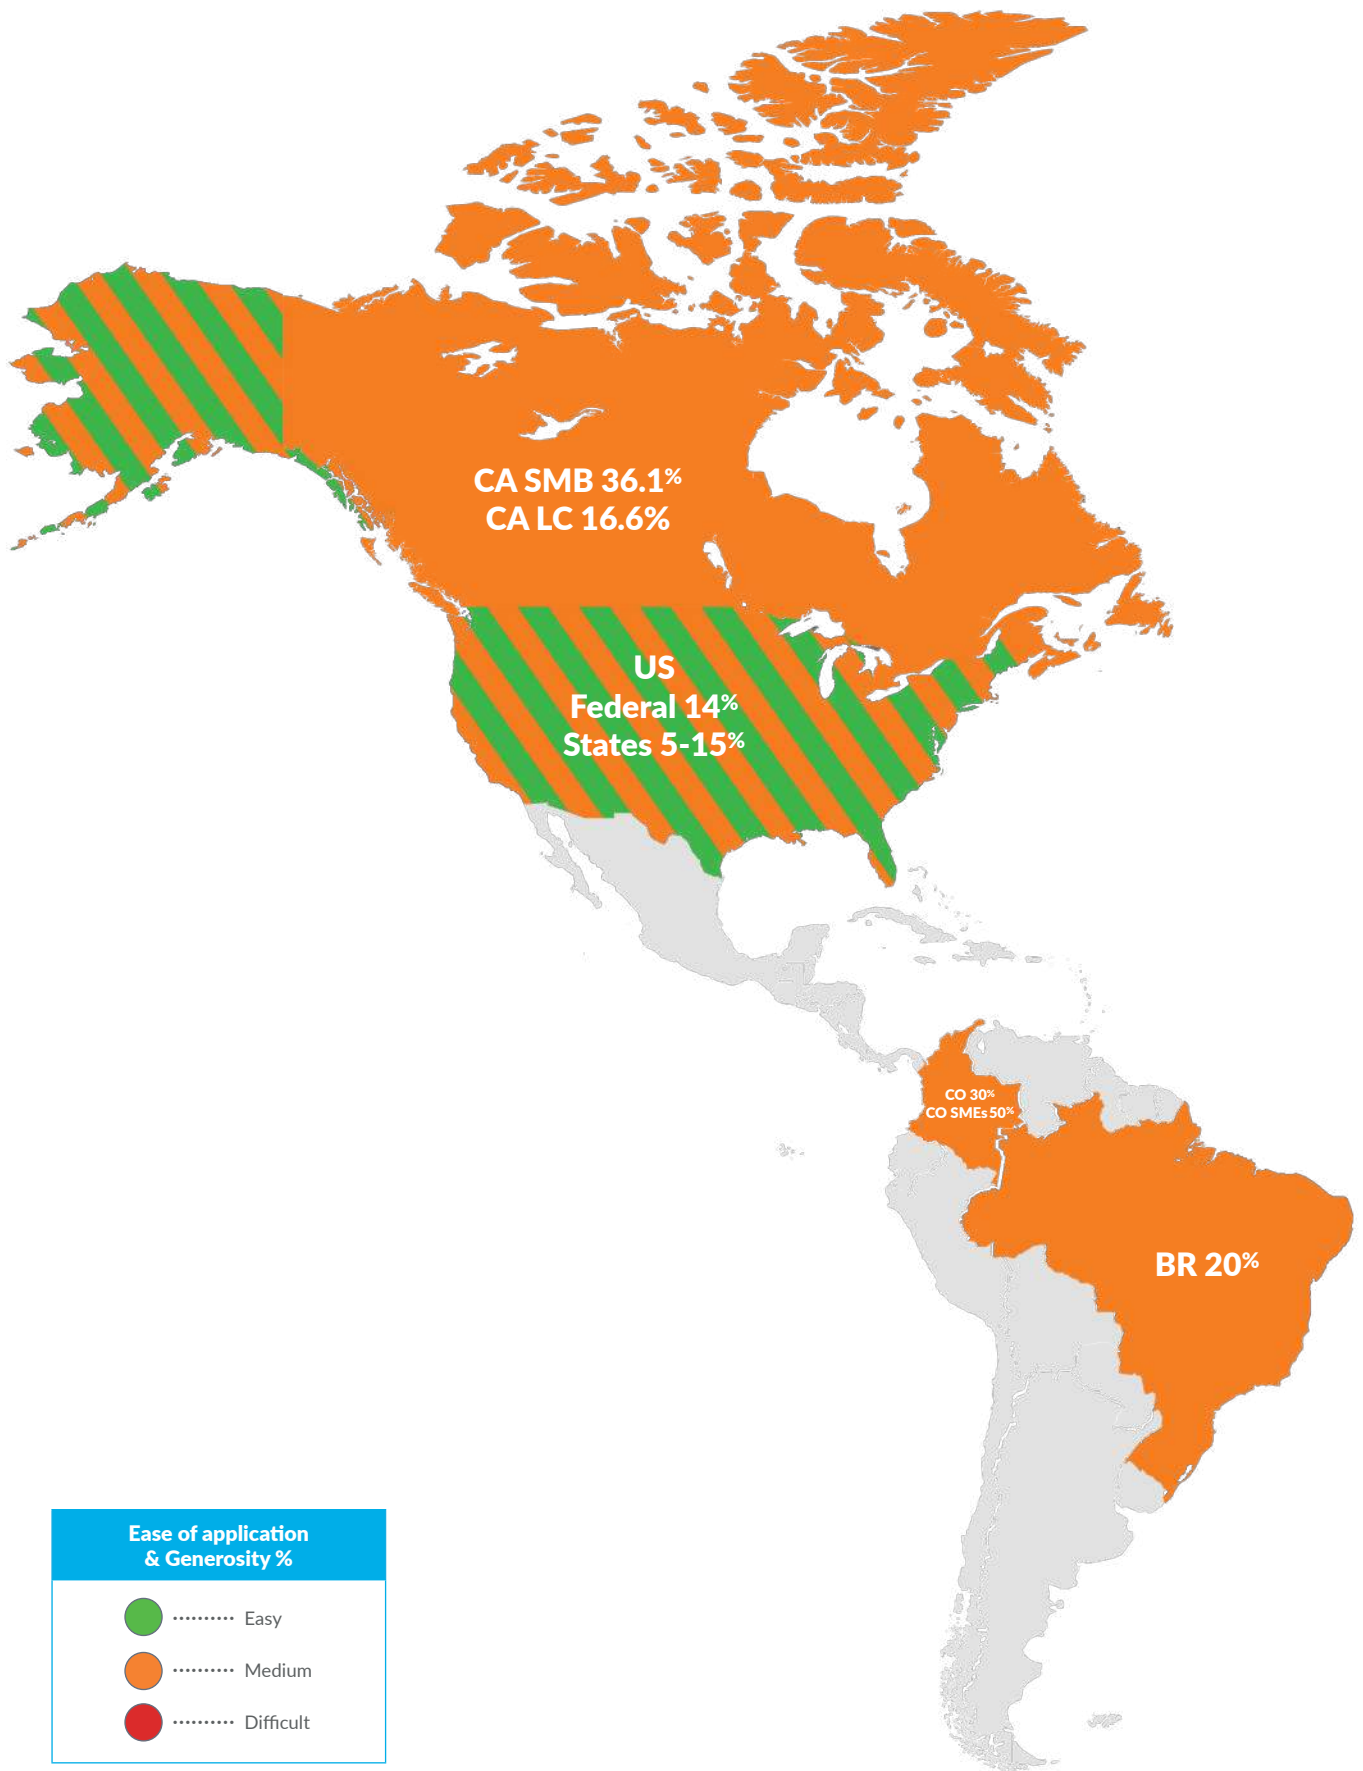 CA SMB 36.1%
CA LC 16.6%
US
Federal 14%
States 5-15%
CO 30%
CO SMEs 50%
BR 20%
Ease of application
& Generosity %
Easy
Medium
Difficult